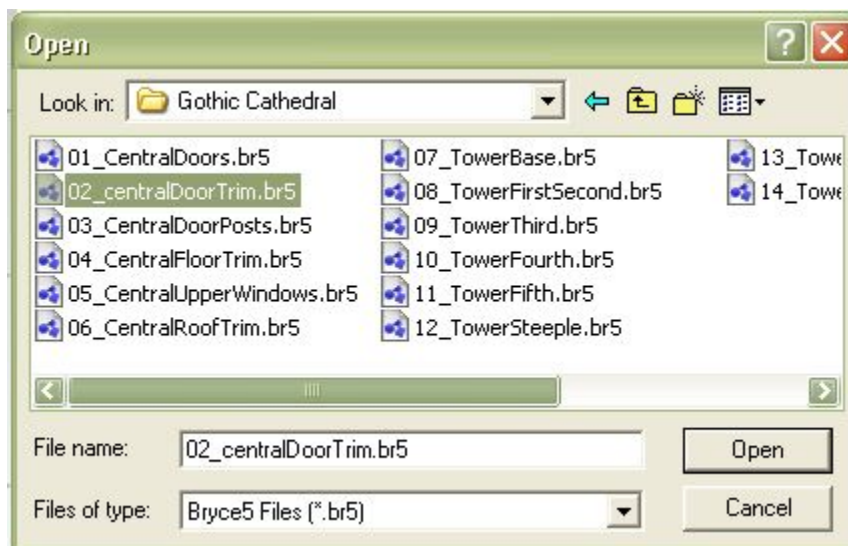 Open
Look in: Gothic Cathedral
01_CentralDoors.br5
02_centralDoorTrim.br5
03_CentralDoorPosts.br5
04_CentralFloorTrim.br5
05_CentralUpperWindows.br5
06_CentralRoofTrim.br5
07_TowerBase.br5
08_TowerFirstSecond.br5
09_TowerThird.br5
10_TowerFourth.br5
11_TowerFifth.br5
12_TowerSteeple.br5
13_Towe
14_Towe
File name: 02_centralDoorTrim.br5 Open
Files of type: Bryce5 Files (*.br5) Cancel